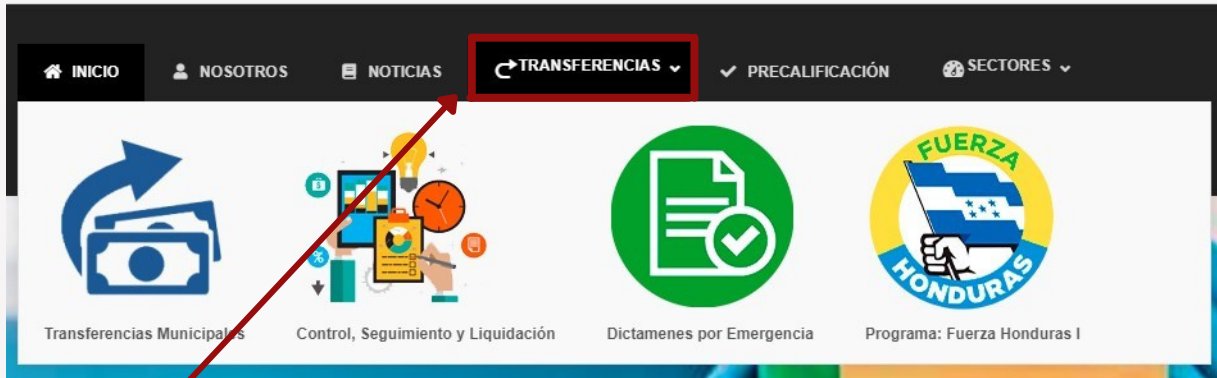 INICIO NOSOTROS NOTICIAS TRANSFERENCIAS PRECALIFICACIÓN SECTORES
FUERZA
HONDURAS
Transferencias Municipales Control, Seguimiento y Liquidación Dictamenes por Emergencia Programa: Fuerza Honduras I